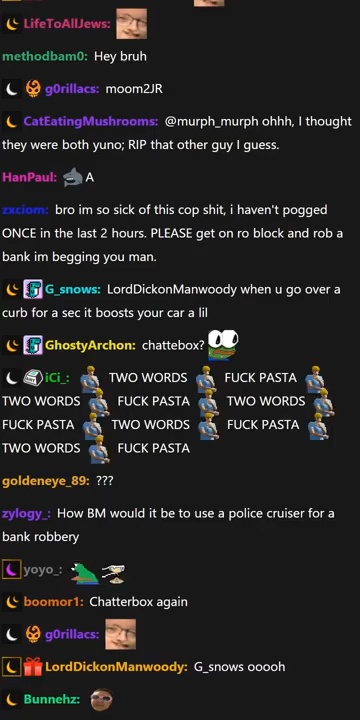 LifeToAllJews:
methodbam0: Hey bruh
g0rillacs: moom2JR
CatEatingMushrooms: @murph_murph ohhh, I thought
they were both yuno; RIP that other guy I guess.
HanPaul: A
zxciom: bro im so sick of this cop shit, i haven't pogged
ONCE in the last 2 hours. PLEASE get on ro block and rob a
bank im begging you man.
G_snows: LordDickonManwoody when u go over a
curb for a sec it boosts your car a lil
GhostyArchon: chattebox?
iCi_: TWO WORDS FUCK PASTA
TWO WORDS FUCK PASTA TWO WORDS
FUCK PASTA TWO WORDS FUCK PASTA
TWO WORDS FUCK PASTA
goldeneye_89: ???
zylogy_: How BM would it be to use a police cruiser for a
bank robbery
yoyo_:
boomor1: Chatterbox again
g0rillacs:
LordDickonManwoody: G_snows ooooh
Bunnehz: